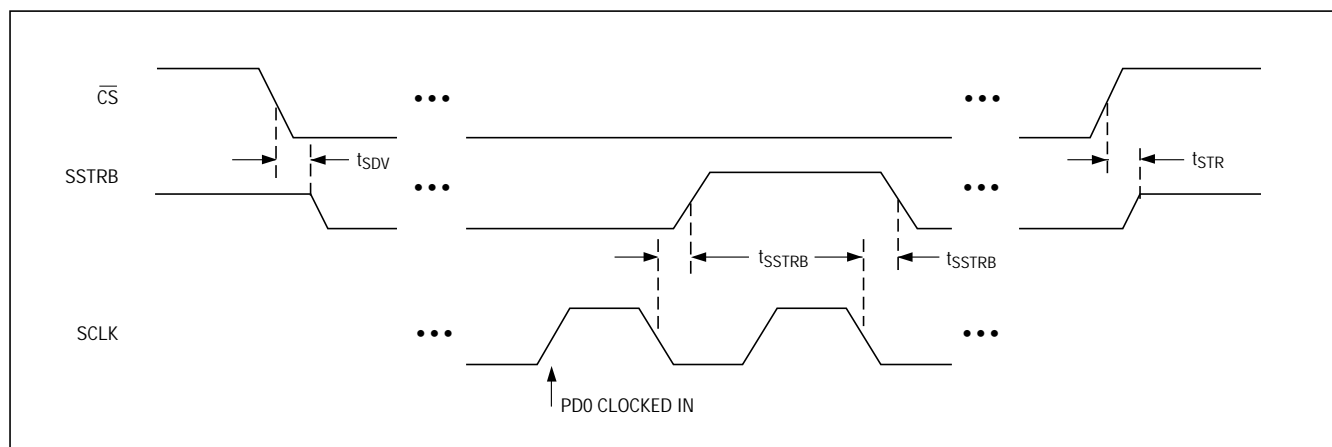 CS
SSTRB
SCLK
tSDV
tSTR
tSSTRB
tSSTRB
PD0 CLOCKED IN